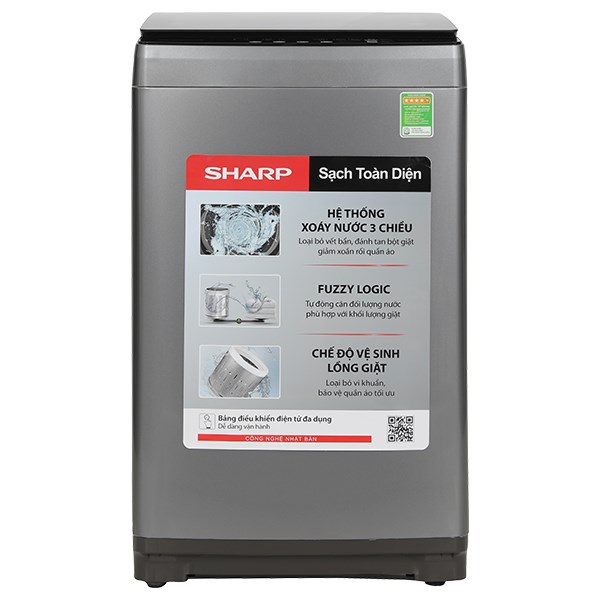 SHARP
Sạch Toàn Diện
HỆ THỐNG
XOÁY NƯỚC 3 CHIỀU
Loại bỏ vết bẩn, đánh tan bột giặt
giảm xoắn rối quần áo
FUZZY LOGIC
Tự động cân đối lượng nước
phù hợp với khối lượng giặt
CHẾ ĐỘ VỆ SINH
LỒNG GIẶT
Loại bỏ vi khuẩn,
bảo vệ quần áo tối ưu
Bảng điều khiển điện tử đa dụng
Dễ dàng vận hành
CÔNG NGHỆ NHẬT BẢN